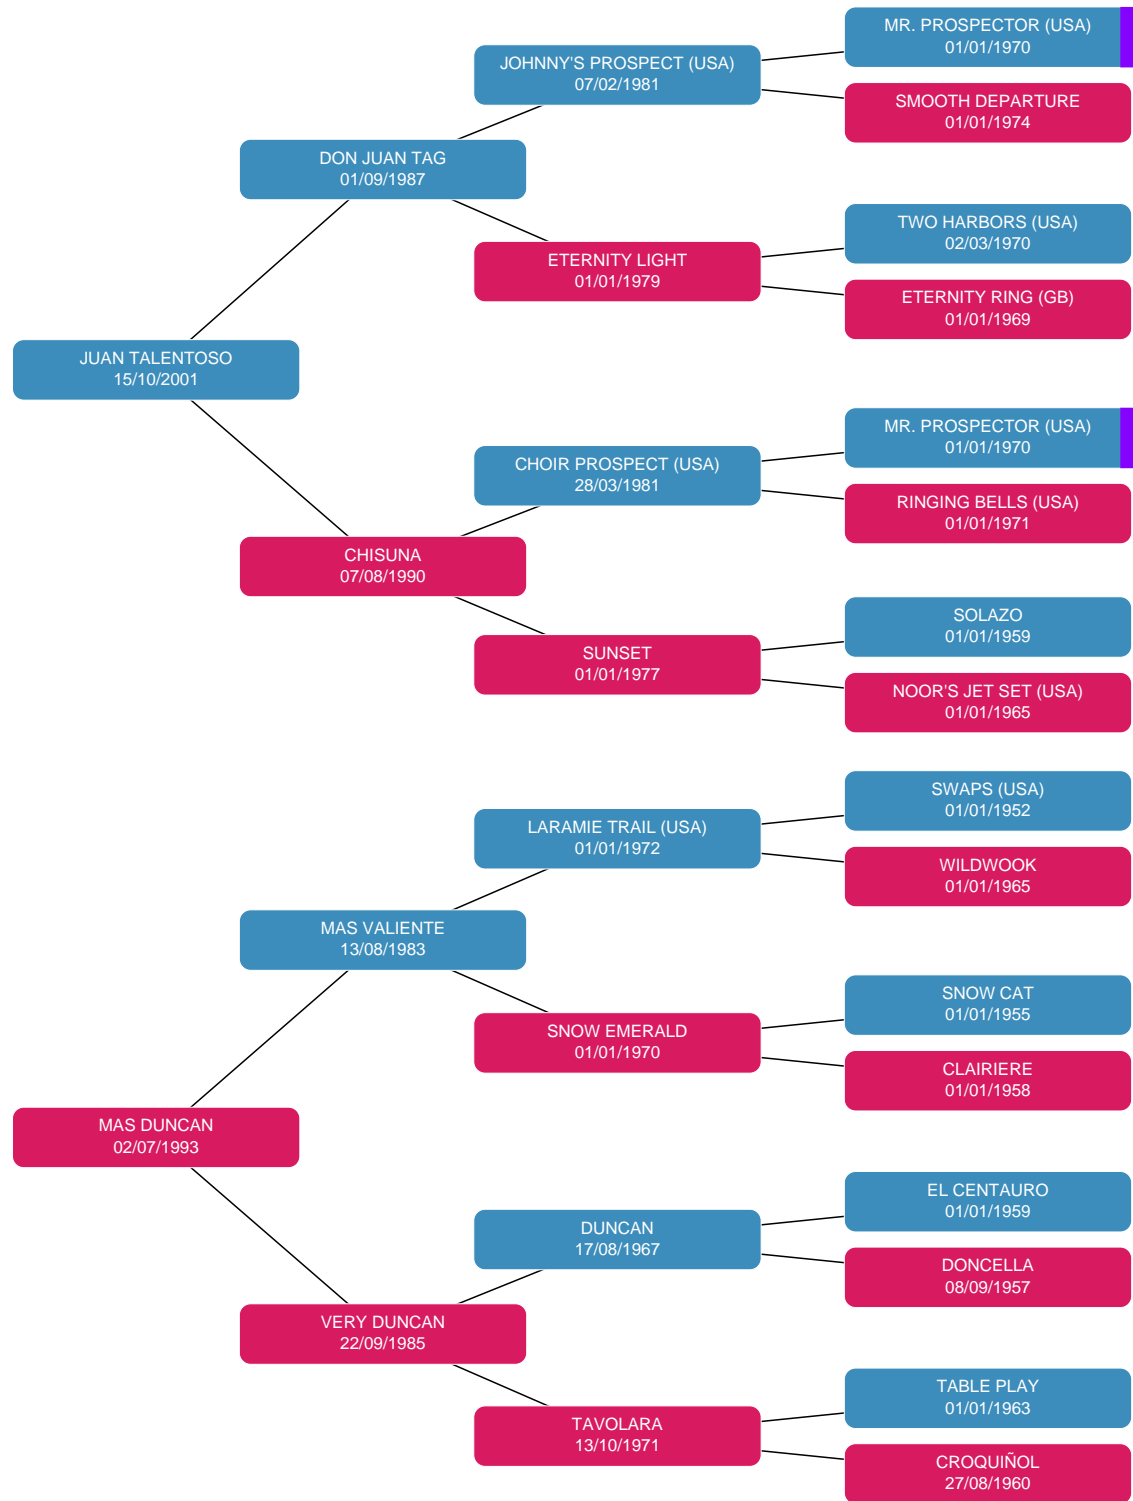 MR. PROSPECTOR (USA)
01/01/1970
JOHNNY'S PROSPECT (USA)
07/02/1981
SMOOTH DEPARTURE
01/01/1974
DON JUAN TAG
01/09/1987
TWO HARBORS (USA)
02/03/1970
ETERNITY LIGHT
01/01/1979
ETERNITY RING (GB)
01/01/1969
JUAN TALENTOSO
15/10/2001
MR. PROSPECTOR (USA)
01/01/1970
CHOIR PROSPECT (USA)
28/03/1981
RINGING BELLS (USA)
01/01/1971
CHISUNA
07/08/1990
SOLAZO
01/01/1959
SUNSET
01/01/1977
NOOR'S JET SET (USA)
01/01/1965
SWAPS (USA)
01/01/1952
LARAMIE TRAIL (USA)
01/01/1972
WILDWOOK
01/01/1965
MAS VALIENTE
13/08/1983
SNOW CAT
01/01/1955
SNOW EMERALD
01/01/1970
CLAIRIERE
01/01/1958
MAS DUNCAN
02/07/1993
EL CENTAURO
01/01/1959
DUNCAN
17/08/1967
DONCELLA
08/09/1957
VERY DUNCAN
22/09/1985
TABLE PLAY
01/01/1963
TAVOLARA
13/10/1971
CROQUIÑOL
27/08/1960